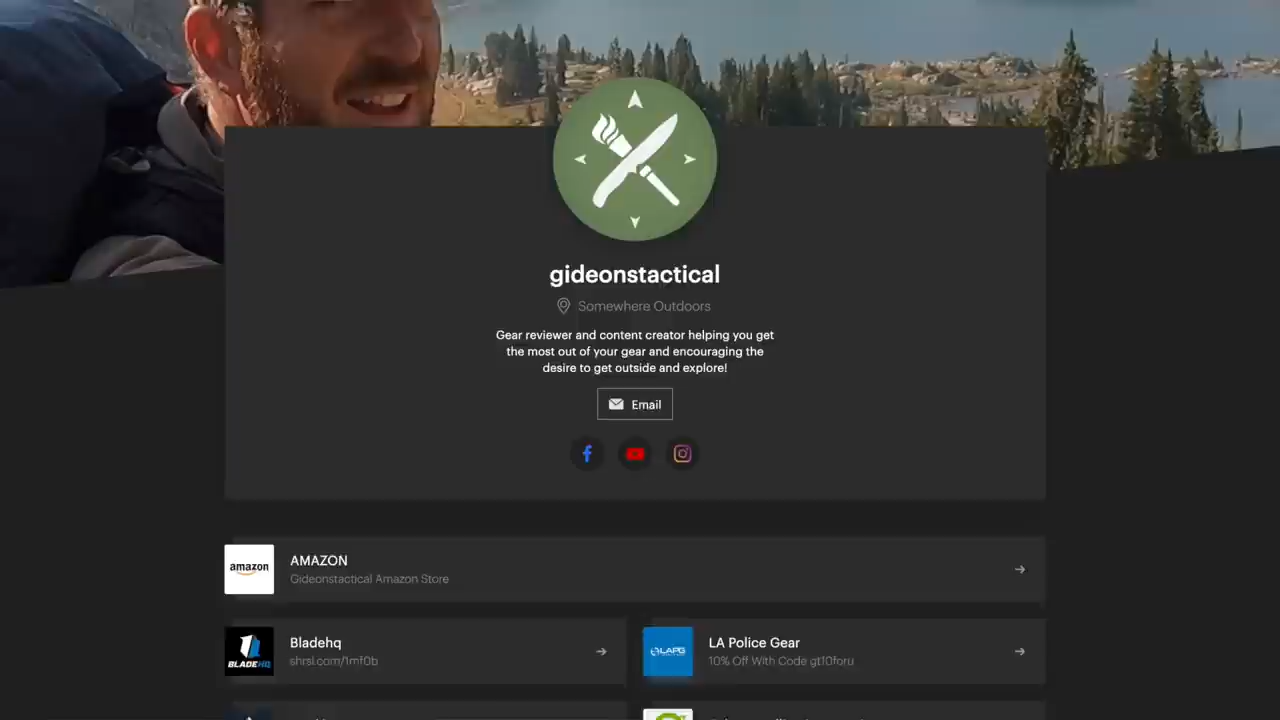 gideonstactical
Somewhere Outdoors
Gear reviewer and content creator helping you get
the most out of your gear and encouraging the
desire to get outside and explore!
Email
amazon
AMAZON
Gideonstactical Amazon Store
BLADEHQ
Bladehq
shrsl.com/1mf0b
LAPG
LA Police Gear
10% Off With Code gt10foru